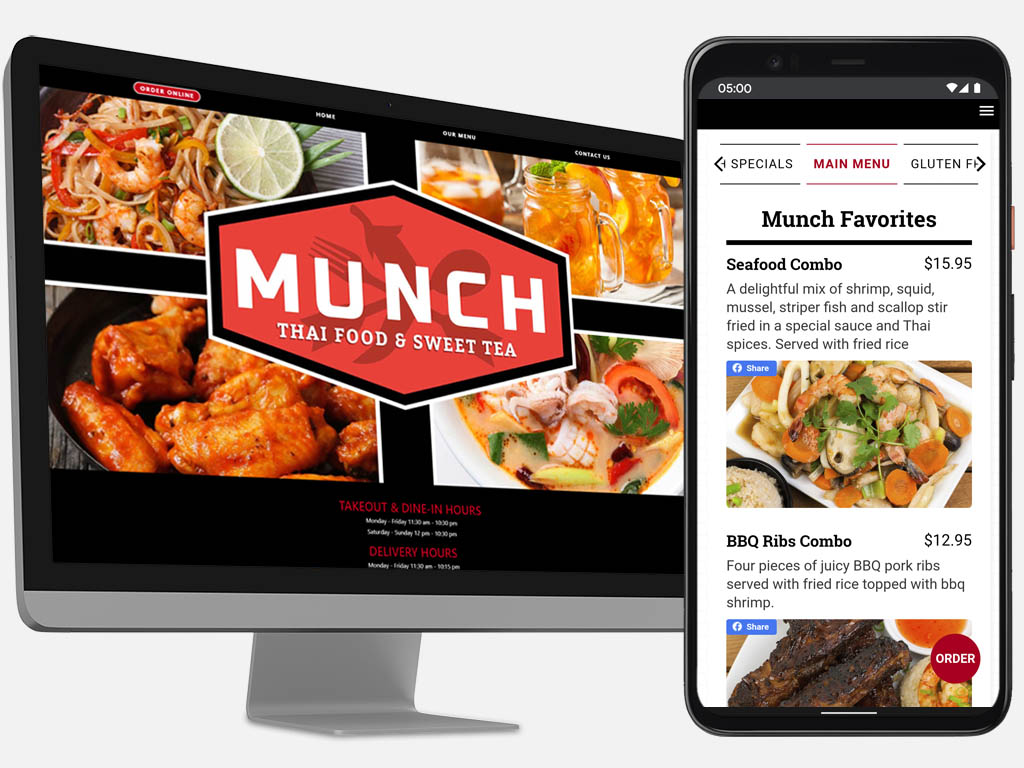 ORDER ONLINE
HOME
OUR MENU
CONTACT US
MUNCH
THAI FOOD & SWEET TEA
TAKEOUT & DINE-IN HOURS
Monday - Friday 11:30 am - 10:30 pm
Saturday - Sunday 12 pm - 10:30 pm
DELIVERY HOURS
Monday - Friday 11:30 am - 10:15 pm
05:00
SPECIALS
MAIN MENU
GLUTEN F
Munch Favorites
Seafood Combo $15.95
A delightful mix of shrimp, squid,
mussel, striper fish and scallop stir
fried in a special sauce and Thai
spices. Served with fried rice
Share
BBQ Ribs Combo $12.95
Four pieces of juicy BBQ pork ribs
served with fried rice topped with bbq
shrimp.
Share
ORDER